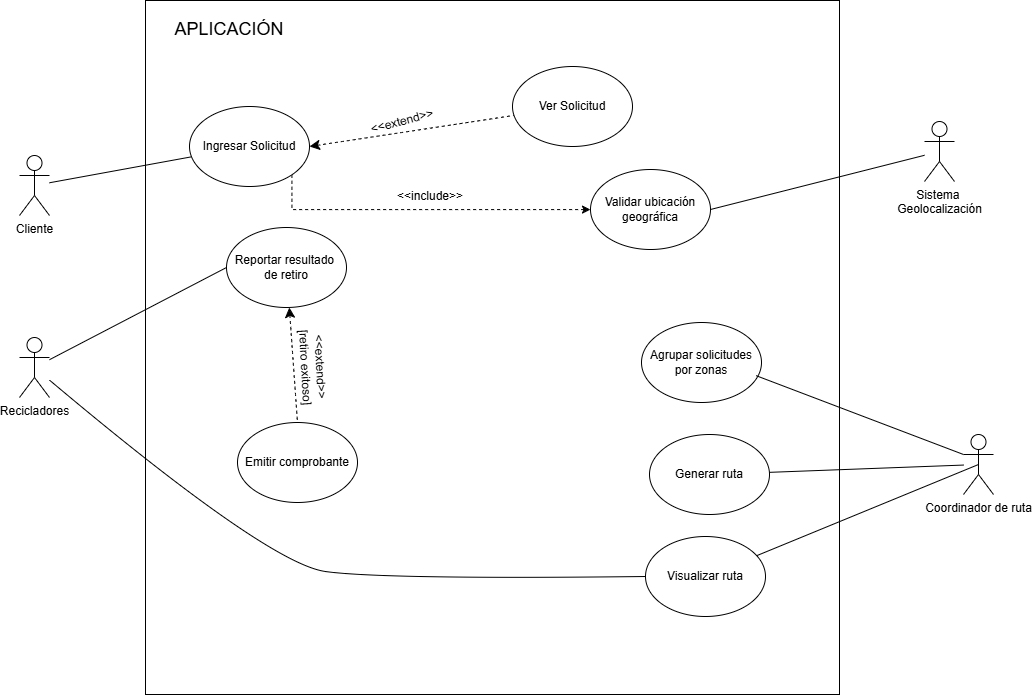 APLICACIÓN
Ver Solicitud
<<extend>>
Ingresar Solicitud
Cliente
<<include>>
Validar ubicación
geográfica
Sistema
Geolocalización
Reportar resultado
de retiro
<<extend>>
[retiro exitoso]
Recicladores
Agrupar solicitudes
por zonas
Emitir comprobante
Generar ruta
Coordinador de ruta
Visualizar ruta